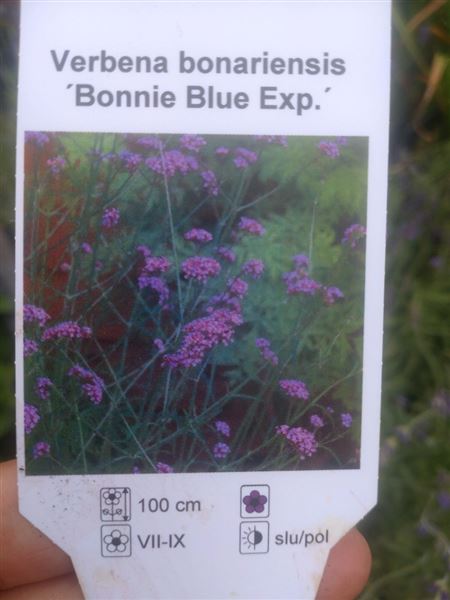 Verbena bonariensis
´Bonnie Blue Exp.´
100 cm
VII-IX
slu/pol